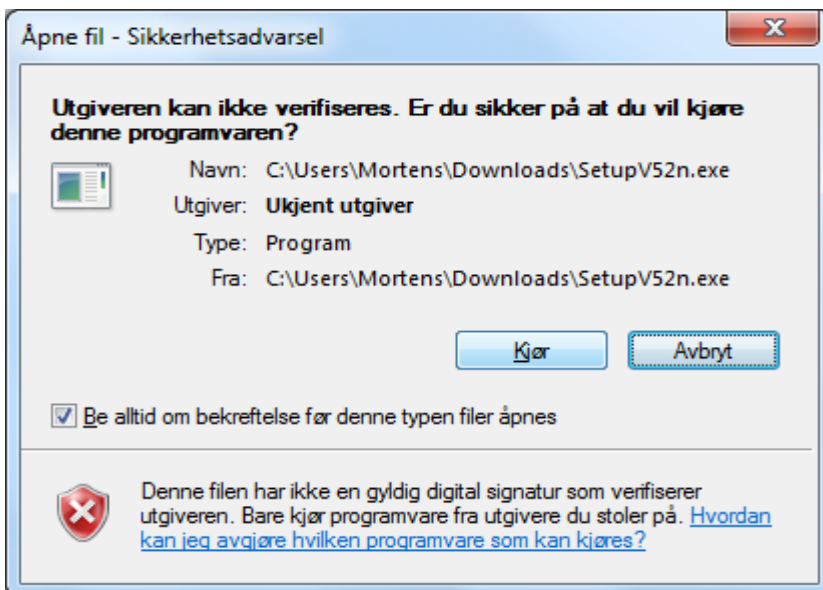 Åpne fil - Sikkerhetsadvarsel
Utgiveren kan ikke verifiseres. Er du sikker på at du vil kjøre
denne programvaren?
Navn: C:\Users\Mortens\Downloads\SetupV52n.exe
Utgiver: Ukjent utgiver
Type: Program
Fra: C:\Users\Mortens\Downloads\SetupV52n.exe
Kjør Avbryt
Be alltid om bekreftelse før denne typen filer åpnes
Denne filen har ikke en gyldig digital signatur som verifiserer
utgiveren. Bare kjør programvare fra utgivere du stoler på. Hvordan
kan jeg avgjøre hvilken programvare som kan kjøres?